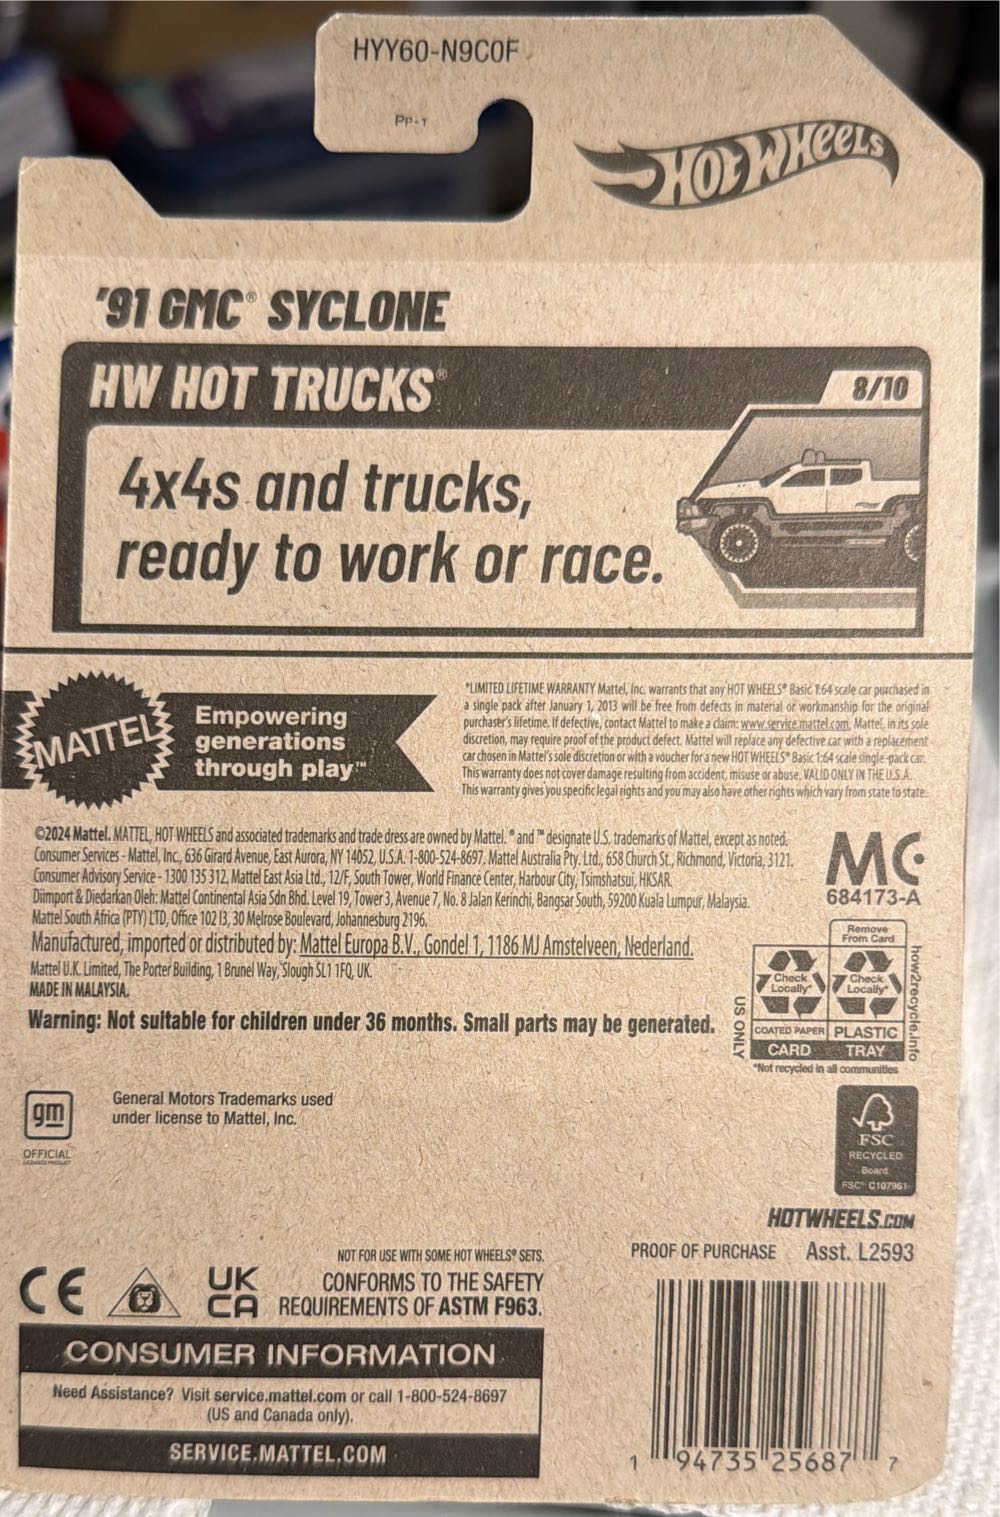 HYY60-N9C0F
PP-1
HOT WHEELS
'91 GMC® SYCLONE
HW HOT TRUCKS®
8/10
4x4s and trucks,
ready to work or race.
MATTEL
Empowering
generations
through play™
*LIMITED LIFETIME WARRANTY Mattel, Inc. warrants that any HOT WHEELS® Basic 1:64 scale car purchased in
a single pack after January 1, 2013 will be free from defects in material or workmanship for the original
purchaser's lifetime. If defective, contact Mattel to make a claim: www.service.mattel.com. Mattel, in its sole
discretion, may require proof of the product defect. Mattel will replace any defective car with a replacement
car chosen in Mattel's sole discretion or with a voucher for a new HOT WHEELS® Basic 1:64 scale single-pack car.
This warranty does not cover damage resulting from accident, misuse or abuse. VALID ONLY IN THE U.S.A.
This warranty gives you specific legal rights and you may also have other rights which vary from state to state.
©2024 Mattel. MATTEL, HOT WHEELS and associated trademarks and trade dress are owned by Mattel. ® and ™ designate U.S. trademarks of Mattel, except as noted.
Consumer Services - Mattel, Inc., 636 Girard Avenue, East Aurora, NY 14052, U.S.A. 1-800-524-8697. Mattel Australia Pty. Ltd., 658 Church St., Richmond, Victoria, 3121.
Consumer Advisory Service - 1300 135 312. Mattel East Asia Ltd., 12/F, South Tower, World Finance Center, Harbour City, Tsimshatsui, HKSAR.
Diimport & Diedarkan Oleh: Mattel Continental Asia Sdn Bhd. Level 19, Tower 3, Avenue 7, No. 8 Jalan Kerinchi, Bangsar South, 59200 Kuala Lumpur, Malaysia.
Mattel South Africa (PTY) LTD, Office 102 I3, 30 Melrose Boulevard, Johannesburg 2196.
Manufactured, imported or distributed by: Mattel Europa B.V., Gondel 1, 1186 MJ Amstelveen, Nederland.
Mattel U.K. Limited, The Porter Building, 1 Brunel Way, Slough SL1 1FQ, UK.
MADE IN MALAYSIA.
Warning: Not suitable for children under 36 months. Small parts may be generated.
MC
684173-A
Remove
From Card
Check
Locally*
Check
Locally*
COATED PAPER
PLASTIC
CARD
TRAY
US ONLY
how2recycle.info
*Not recycled in all communities
gm
OFFICIAL
LICENSED PRODUCT
General Motors Trademarks used
under license to Mattel, Inc.
FSC
RECYCLED
Board
FSC® C107961
HOTWHEELS.COM
PROOF OF PURCHASE Asst. L2593
NOT FOR USE WITH SOME HOT WHEELS® SETS.
CE
UK
CA
CONFORMS TO THE SAFETY
REQUIREMENTS OF ASTM F963.
CONSUMER INFORMATION
Need Assistance? Visit service.mattel.com or call 1-800-524-8697
(US and Canada only).
SERVICE.MATTEL.COM
1 94735 25687 7